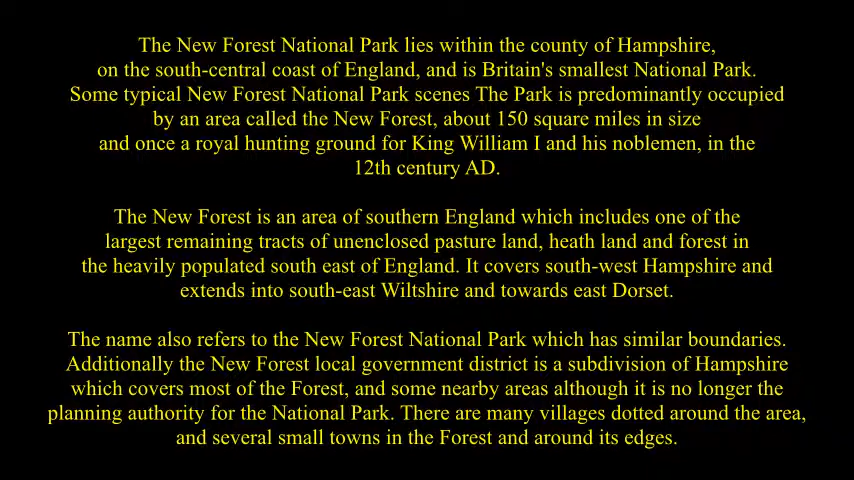 The New Forest National Park lies within the county of Hampshire,
on the south-central coast of England, and is Britain's smallest National Park.
Some typical New Forest National Park scenes The Park is predominantly occupied
by an area called the New Forest, about 150 square miles in size
and once a royal hunting ground for King William I and his noblemen, in the
12th century AD.
The New Forest is an area of southern England which includes one of the
largest remaining tracts of unenclosed pasture land, heath land and forest in
the heavily populated south east of England. It covers south-west Hampshire and
extends into south-east Wiltshire and towards east Dorset.
The name also refers to the New Forest National Park which has similar boundaries.
Additionally the New Forest local government district is a subdivision of Hampshire
which covers most of the Forest, and some nearby areas although it is no longer the
planning authority for the National Park. There are many villages dotted around the area,
and several small towns in the Forest and around its edges.